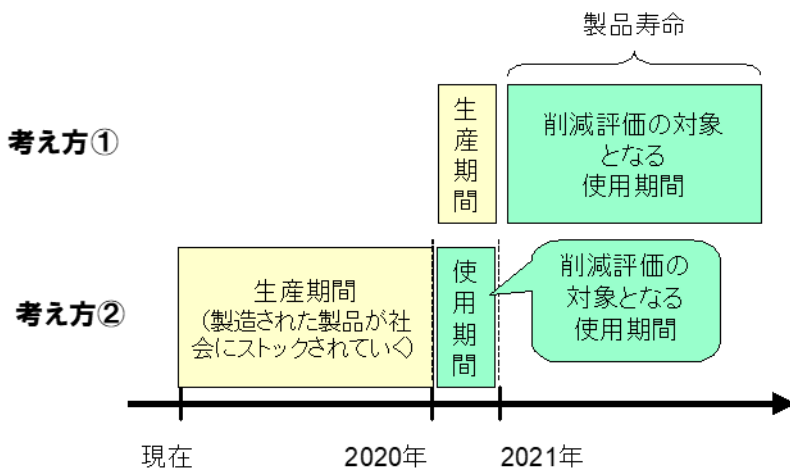 製品寿命
考え方①
生
産
期
間
削減評価の対象
となる
使用期間
考え方②
生産期間
(製造された製品が社
会にストックされていく)
使
用
期
間
削減評価の
対象となる
使用期間
現在
2020年
2021年